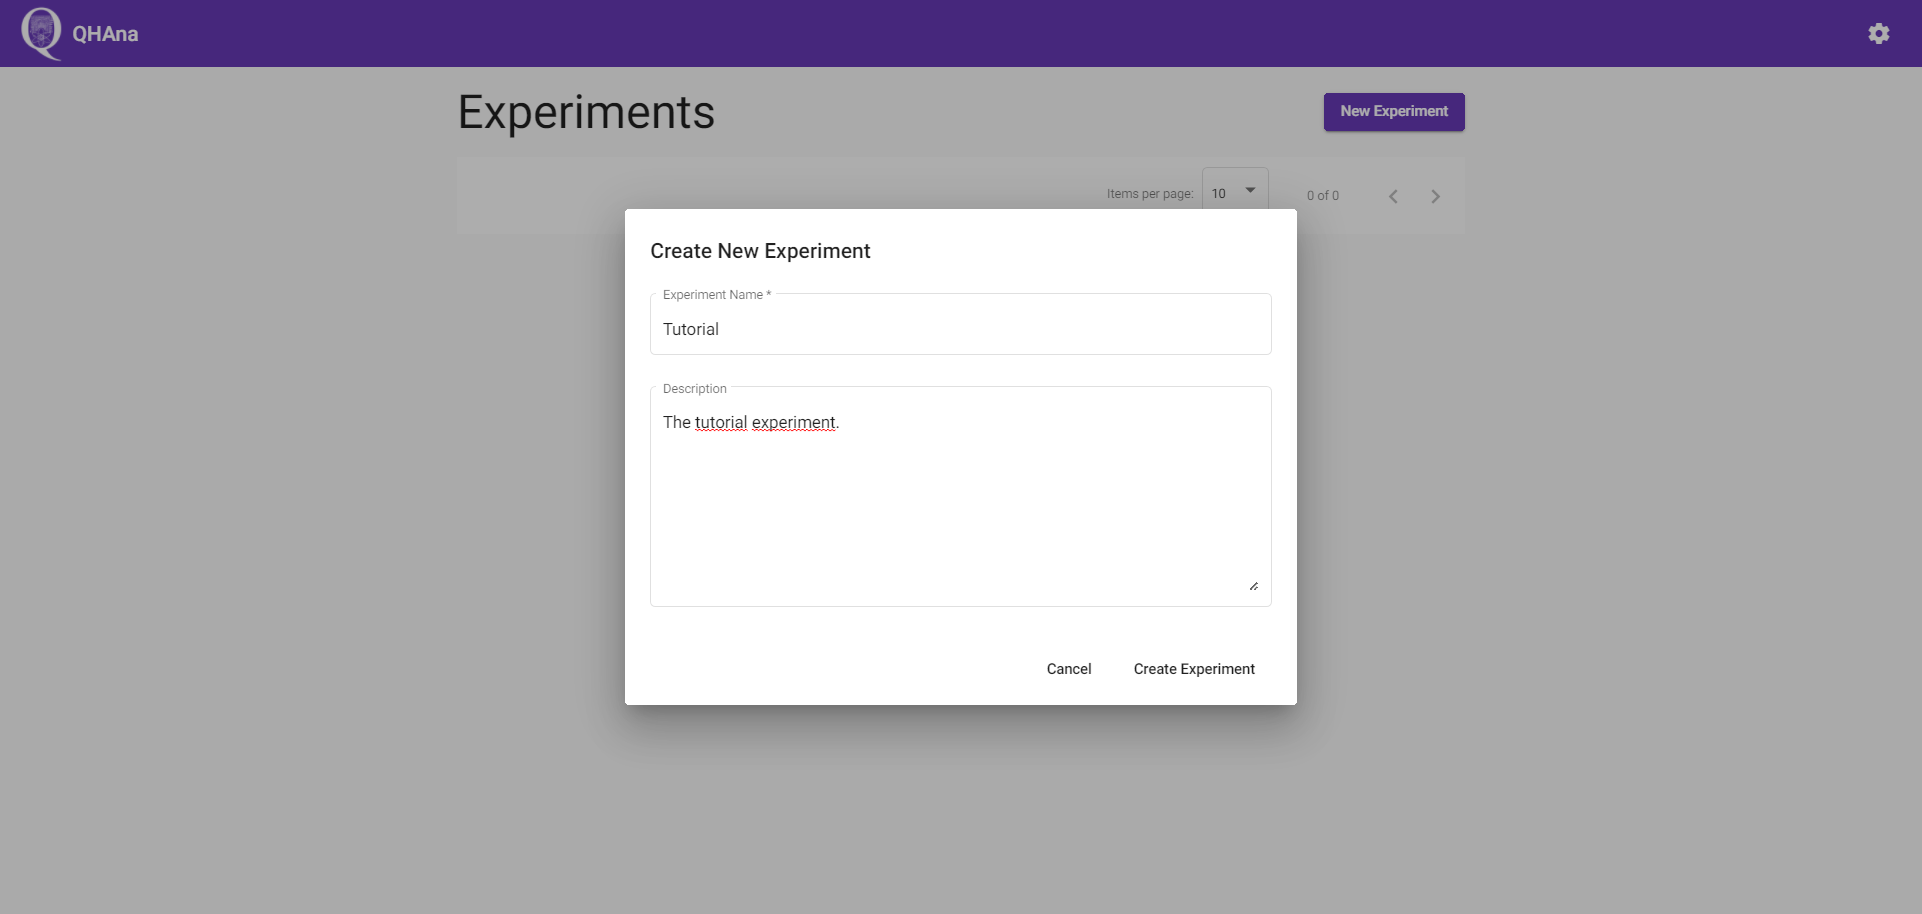 QHAna
Experiments
New Experiment
Items per page: 10 0 of 0
Create New Experiment
Experiment Name *
Tutorial
Description
The tutorial experiment.
Cancel Create Experiment